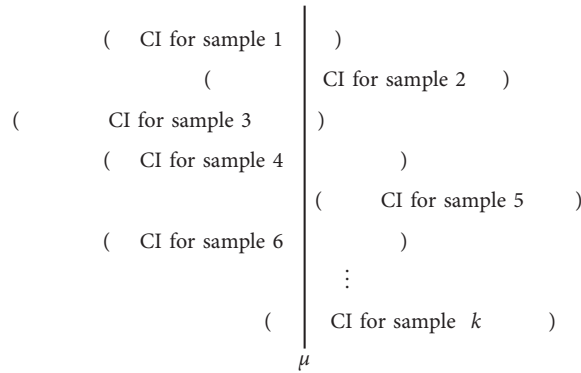 ( CI for sample 1 )
( CI for sample 2 )
( CI for sample 3 )
( CI for sample 4 )
( CI for sample 5 )
( CI for sample 6 )
⋮
( CI for sample k )
μ